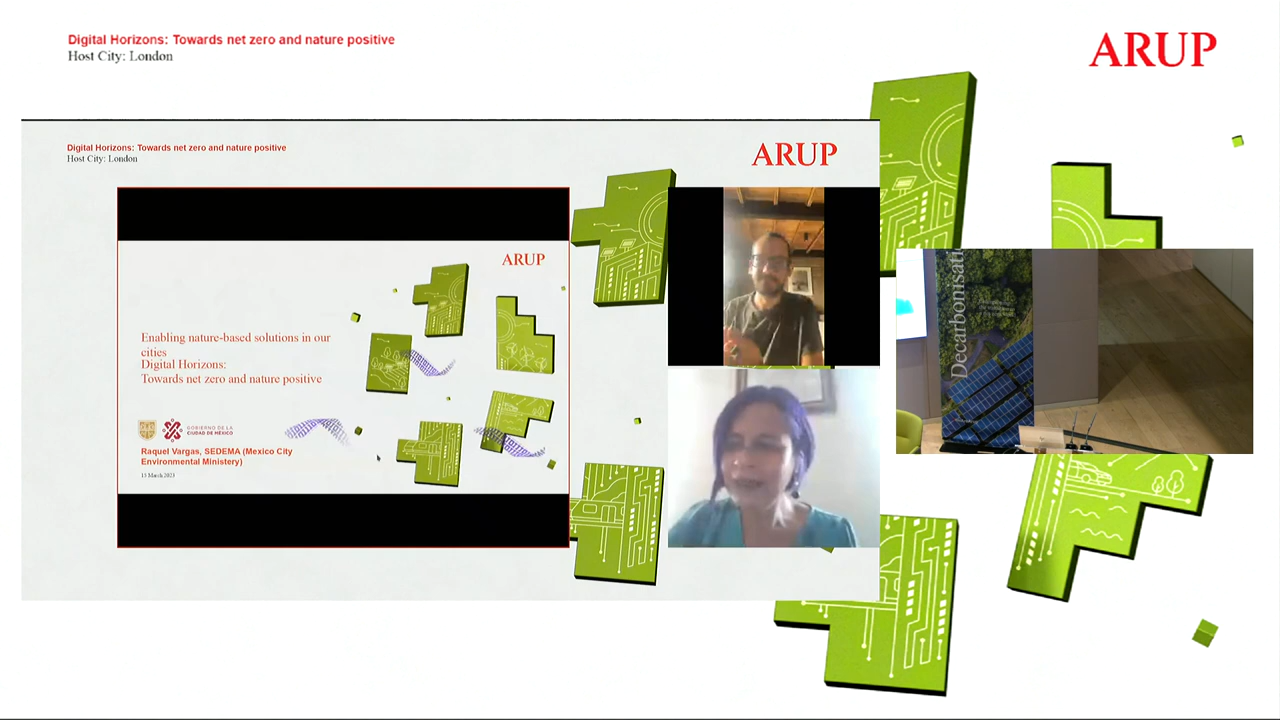 Digital Horizons: Towards net zero and nature positive
Host City: London
ARUP
Digital Horizons: Towards net zero and nature positive
Host City: London
ARUP
ARUP
Enabling nature-based solutions in our
cities
Digital Horizons:
Towards net zero and nature positive
GOBIERNO DE LA
CIUDAD DE MÉXICO
Raquel Vargas, SEDEMA (Mexico City
Environmental Ministery)
13 March 2023
Decarbonisati